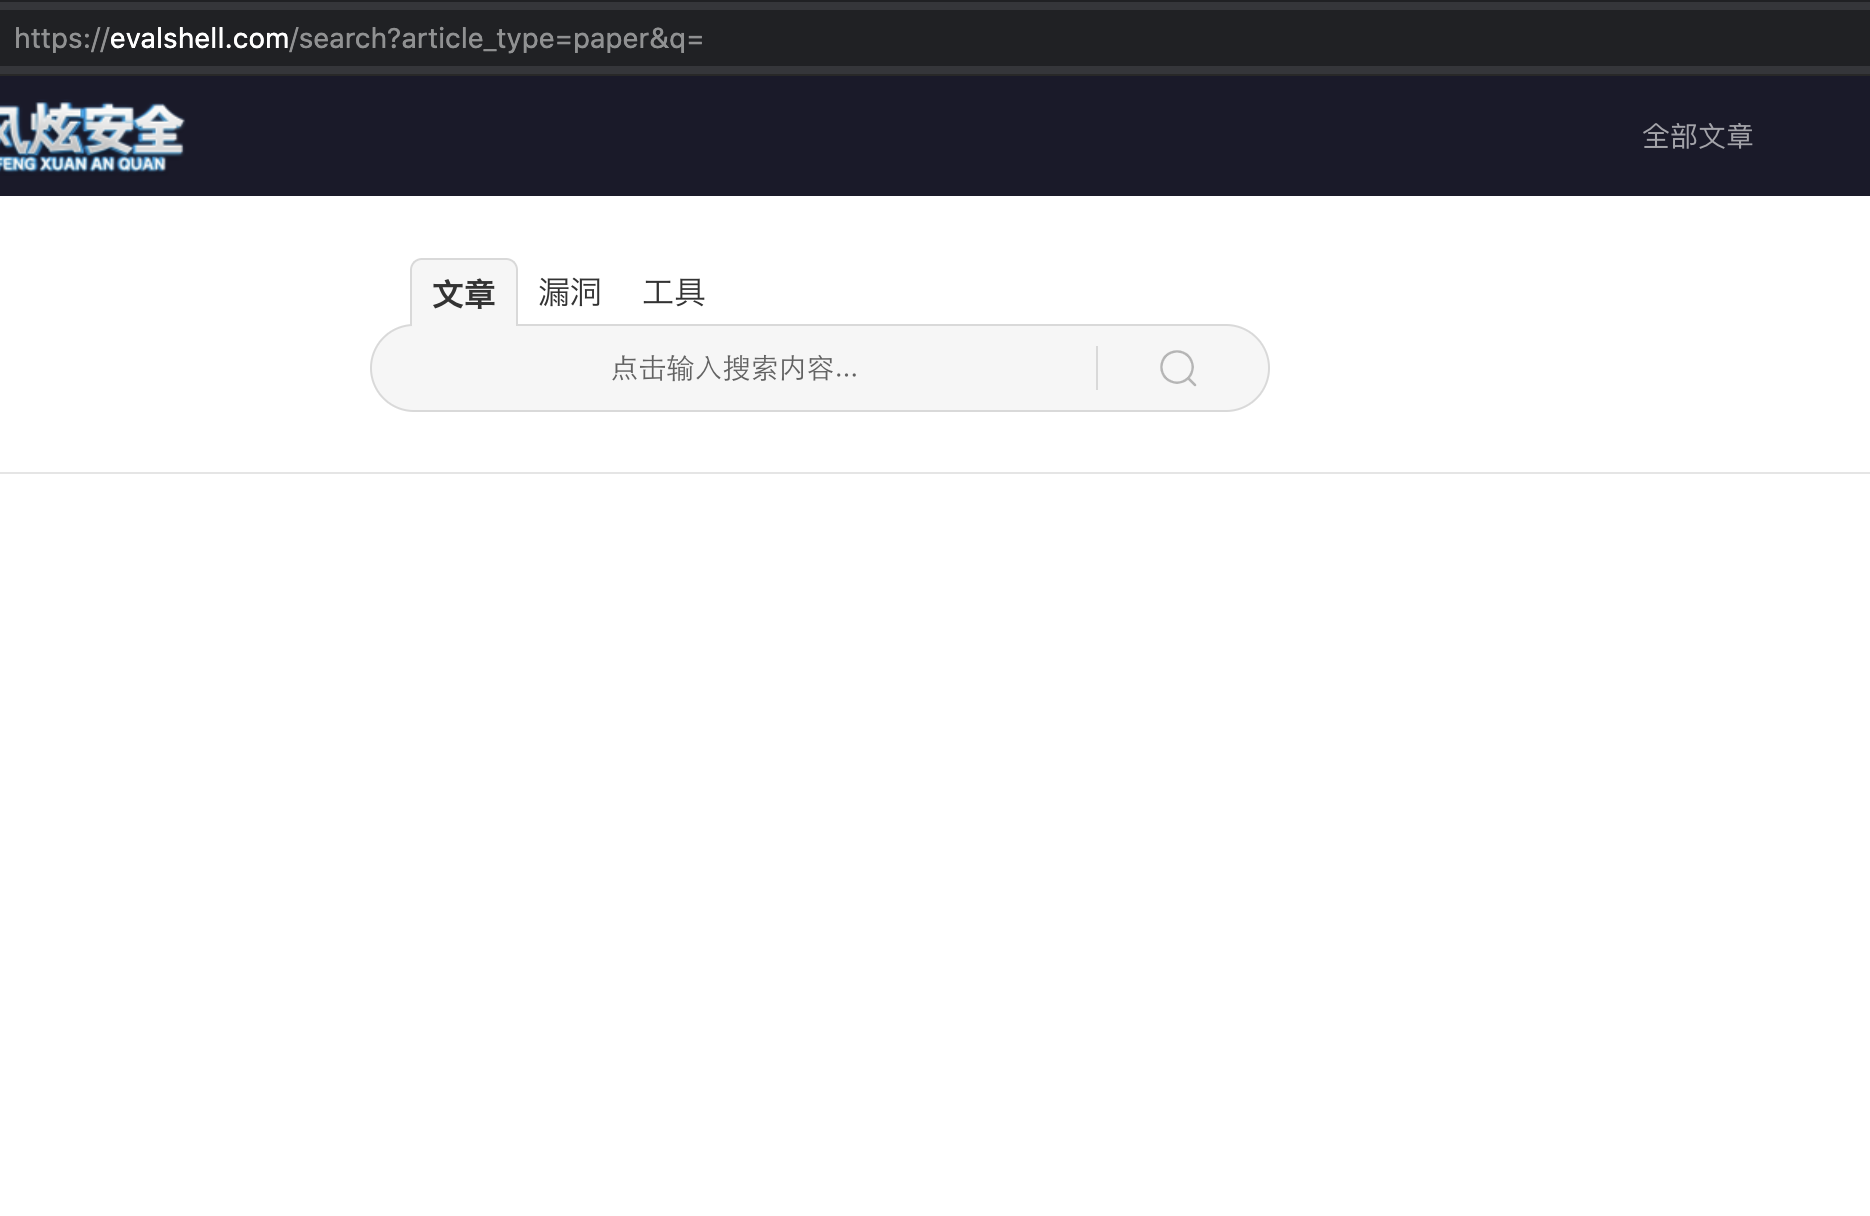 https://evalshell.com/search?article_type=paper&q=
风炫安全
FENG XUAN AN QUAN
全部文章
文章 漏洞 工具
点击输入搜索内容...